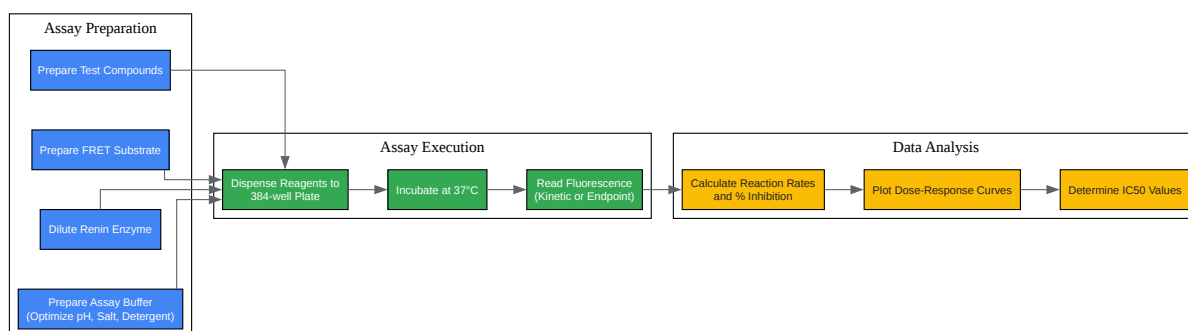 Assay Preparation
Prepare Test Compounds
Prepare FRET Substrate
Dilute Renin Enzyme
Prepare Assay Buffer
(Optimize pH, Salt, Detergent)
Assay Execution
Dispense Reagents to
384-well Plate
Incubate at 37°C
Read Fluorescence
(Kinetic or Endpoint)
Data Analysis
Calculate Reaction Rates
and % Inhibition
Plot Dose-Response Curves
Determine IC50 Values